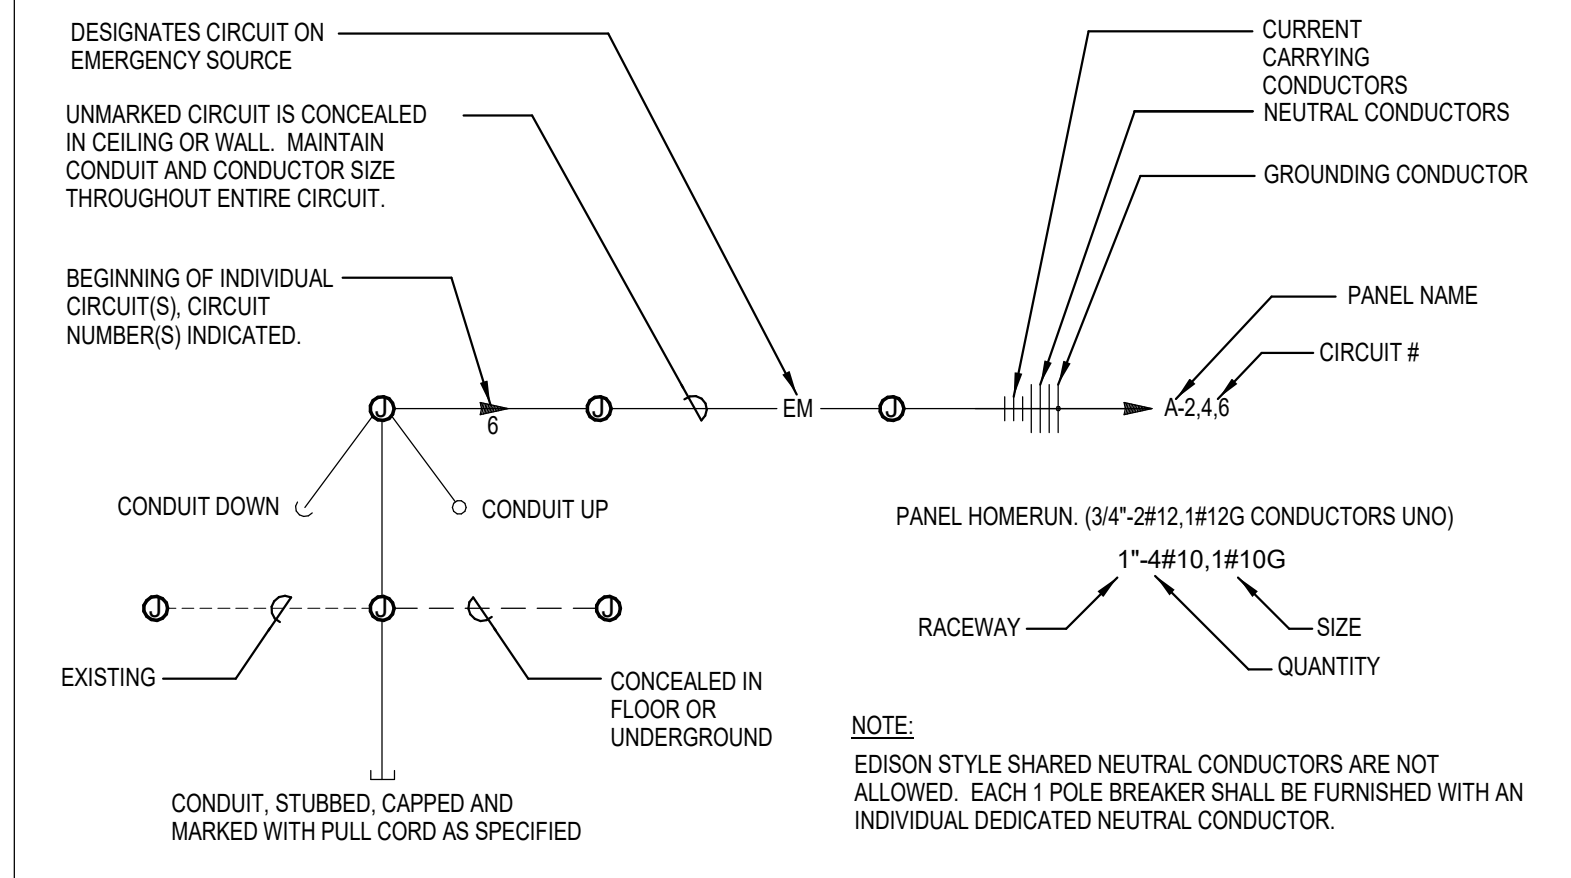 DESIGNATES CIRCUIT ON
EMERGENCY SOURCE
UNMARKED CIRCUIT IS CONCEALED
IN CEILING OR WALL. MAINTAIN
CONDUIT AND CONDUCTOR SIZE
THROUGHOUT ENTIRE CIRCUIT.
BEGINNING OF INDIVIDUAL
CIRCUIT(S), CIRCUIT
NUMBER(S) INDICATED.
CURRENT
CARRYING
CONDUCTORS
NEUTRAL CONDUCTORS
GROUNDING CONDUCTOR
PANEL NAME
CIRCUIT #
J
6
J
EM
J
A-2,4,6
CONDUIT DOWN
CONDUIT UP
J
J
J
EXISTING
CONCEALED IN
FLOOR OR
UNDERGROUND
CONDUIT, STUBBED, CAPPED AND
MARKED WITH PULL CORD AS SPECIFIED
PANEL HOMERUN. (3/4"-2#12,1#12G CONDUCTORS UNO)
1"-4#10,1#10G
RACEWAY
SIZE
QUANTITY
NOTE:
EDISON STYLE SHARED NEUTRAL CONDUCTORS ARE NOT
ALLOWED. EACH 1 POLE BREAKER SHALL BE FURNISHED WITH AN
INDIVIDUAL DEDICATED NEUTRAL CONDUCTOR.